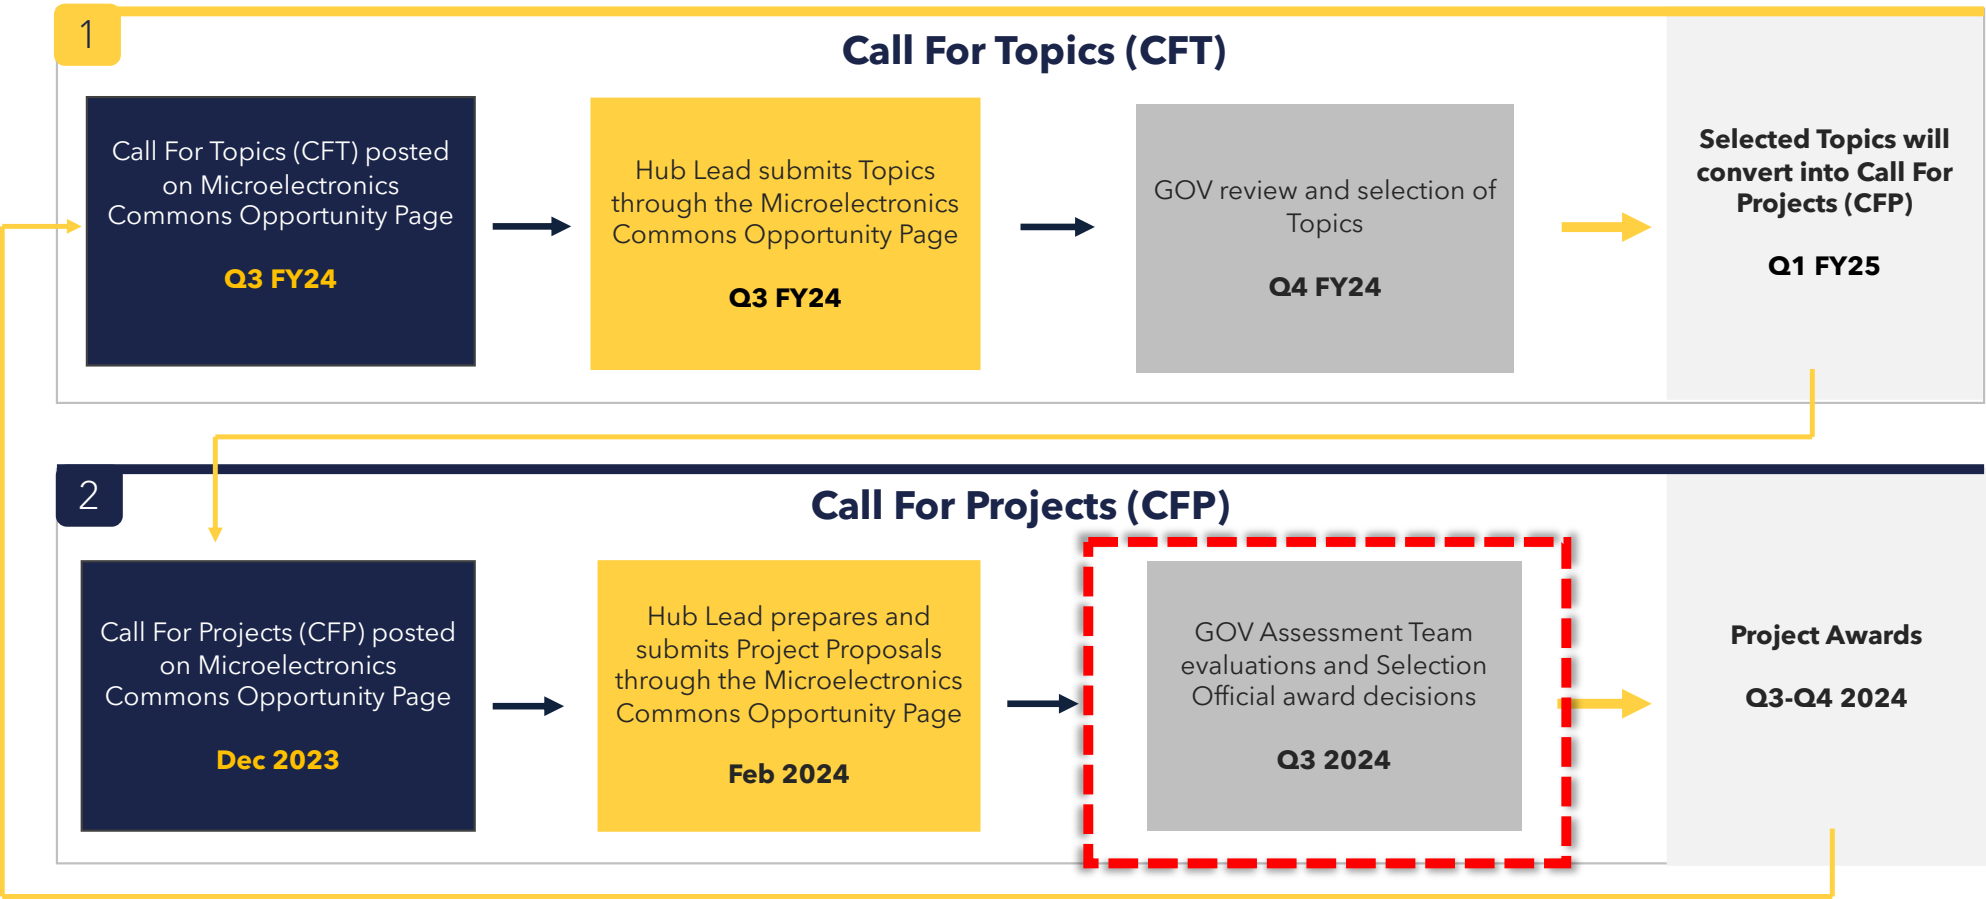 1
Call For Topics (CFT)
Call For Topics (CFT) posted
on Microelectronics
Commons Opportunity Page
Q3 FY24
Hub Lead submits Topics
through the Microelectronics
Commons Opportunity Page
Q3 FY24
GOV review and selection of
Topics
Q4 FY24
Selected Topics will
convert into Call For
Projects (CFP)
Q1 FY25
2
Call For Projects (CFP)
Call For Projects (CFP) posted
on Microelectronics
Commons Opportunity Page
Dec 2023
Hub Lead prepares and
submits Project Proposals
through the Microelectronics
Commons Opportunity Page
Feb 2024
GOV Assessment Team
evaluations and Selection
Official award decisions
Q3 2024
Project Awards
Q3-Q4 2024